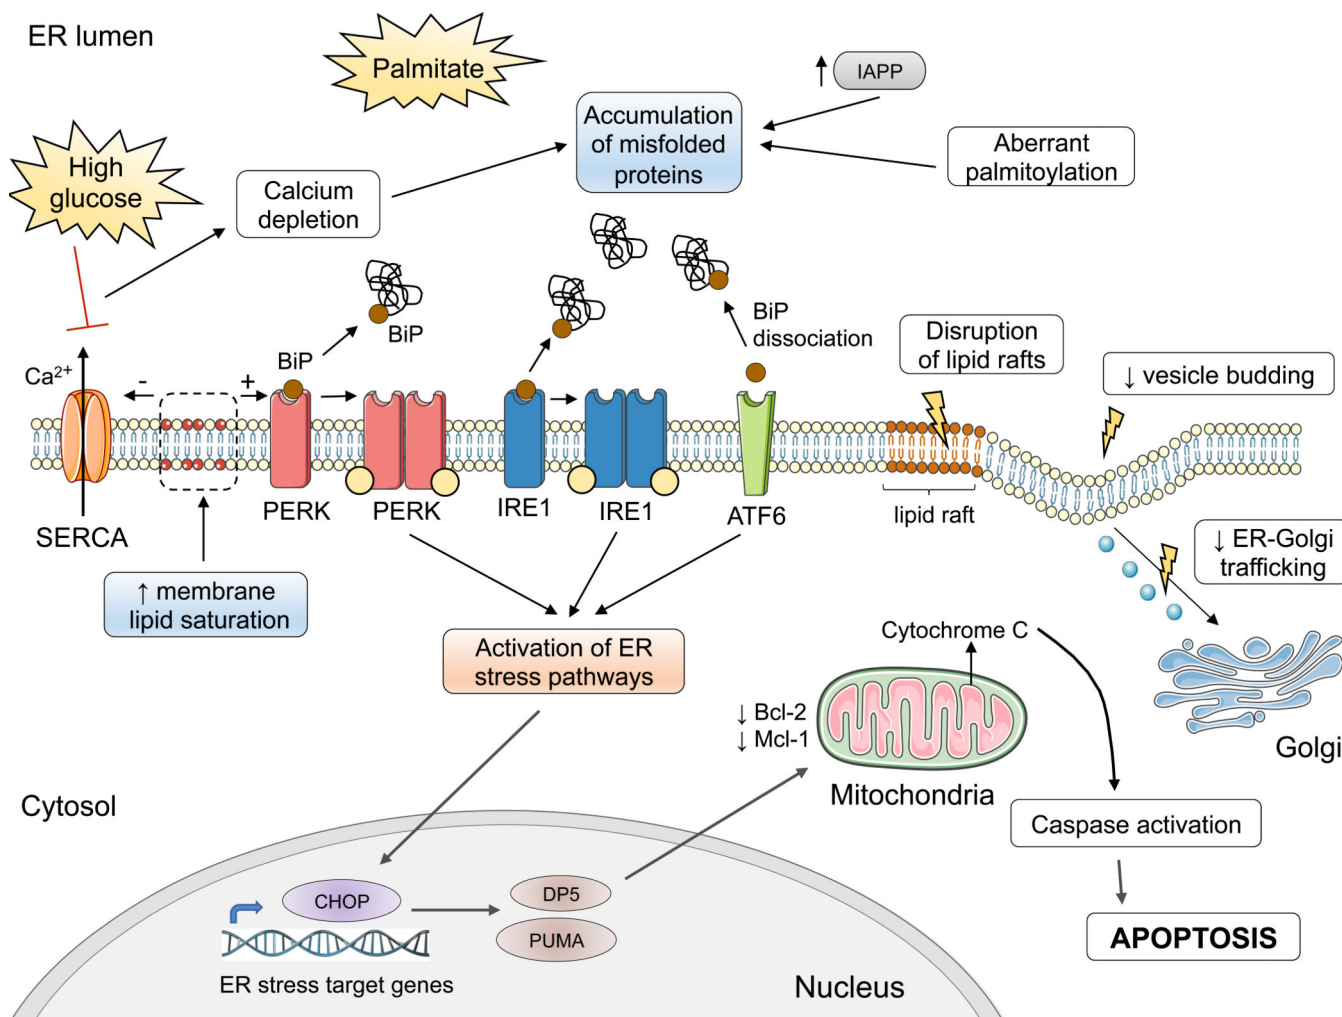 ER lumen
Palmitate
IAPP
High
glucose
Accumulation
of misfolded
proteins
Aberrant
palmitoylation
Calcium
depletion
BiP
BiP
BiP
dissociation
Disruption
of lipid rafts
↓ vesicle budding
Ca²⁺
-
+
SERCA
PERK
PERK
IRE1
IRE1
ATF6
lipid raft
↓ ER-Golgi
trafficking
↑ membrane
lipid saturation
Activation of ER
stress pathways
Cytochrome C
↓ Bcl-2
↓ Mcl-1
Mitochondria
Golgi
Cytosol
Caspase activation
CHOP
DP5
PUMA
APOPTOSIS
ER stress target genes
Nucleus